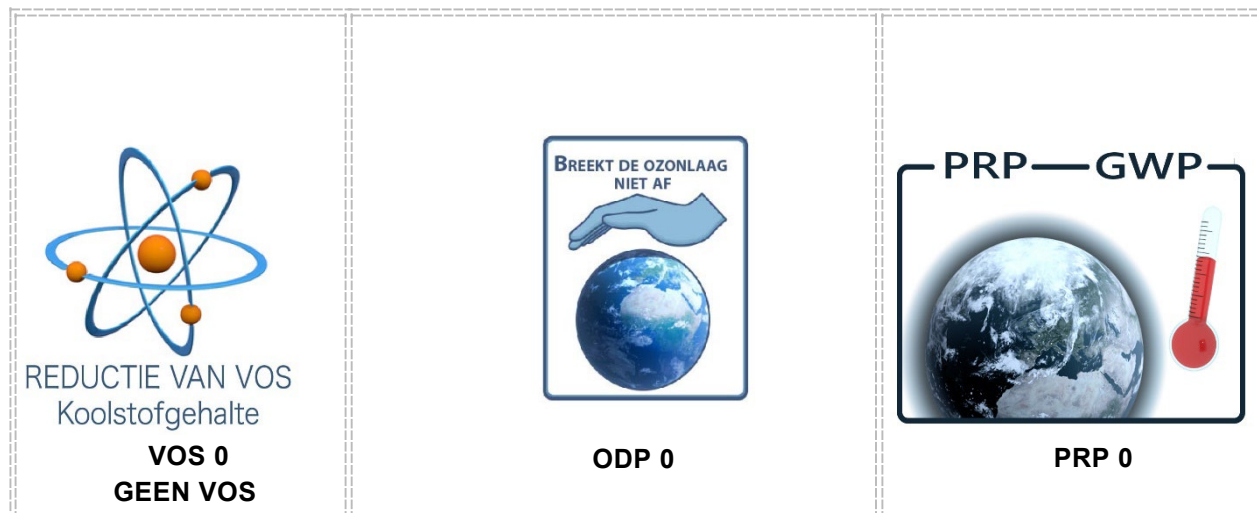 REDUCTIE VAN VOS
Koolstofgehalte
VOS 0
GEEN VOS
BREEKT DE OZONLAAG
NIET AF
ODP 0
PRP GWP
PRP 0